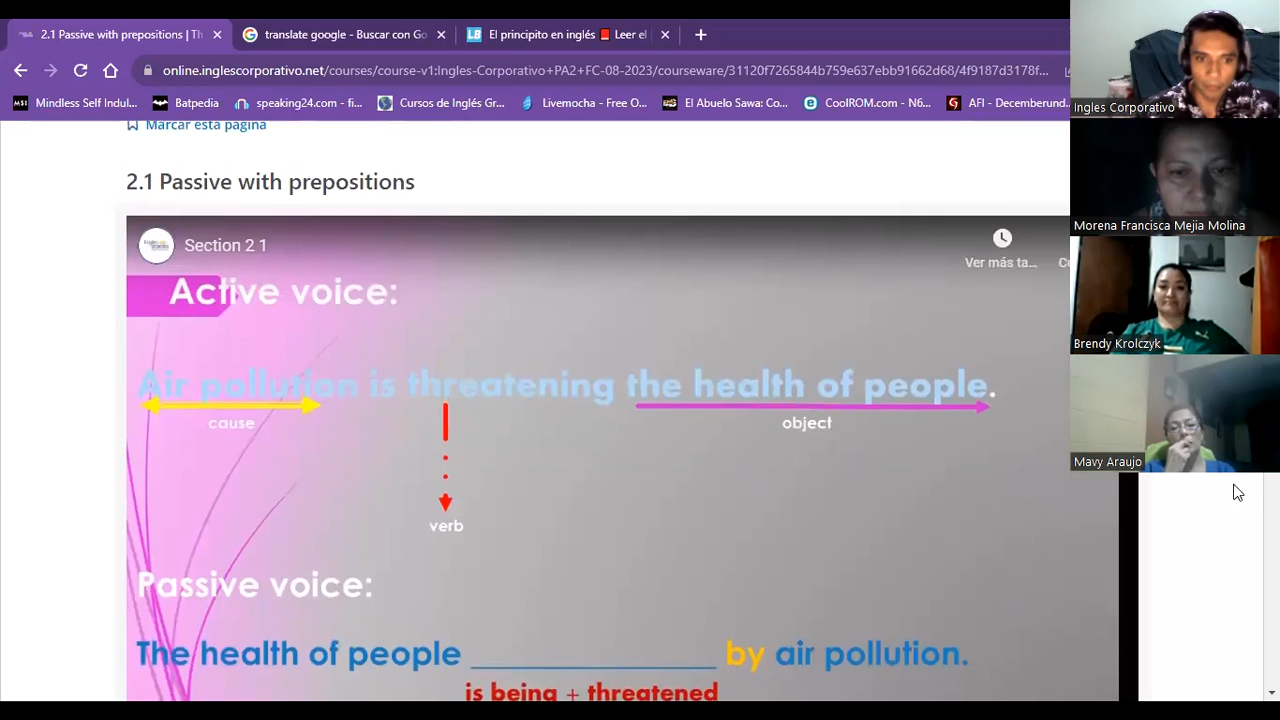 2.1 Passive with prepositions | Th
translate google - Buscar con Go
El principito en inglés 📕 Leer el
online.inglescorporativo.net/courses/course-v1:Ingles-Corporativo+PA2+FC-08-2023/courseware/31120f7265844b759e637ebb91662d68/4f9187d3178f...
Mindless Self Indul...
Batpedia
speaking24.com - fi...
Cursos de Inglés Gr...
Livemocha - Free O...
El Abuelo Sawa: Co...
CoolROM.com - N6...
AFI - Decemberund...
Ingles Corporativo
Morena Francisca Mejia Molina
Brendy Krolczyk
Mavy Araujo
Marcar esta página
2.1 Passive with prepositions
Section 2 1
Ver más ta...
Active voice:
Air pollution is threatening the health of people.
cause
object
verb
Passive voice:
The health of people ______________ by air pollution.
is being + threatened